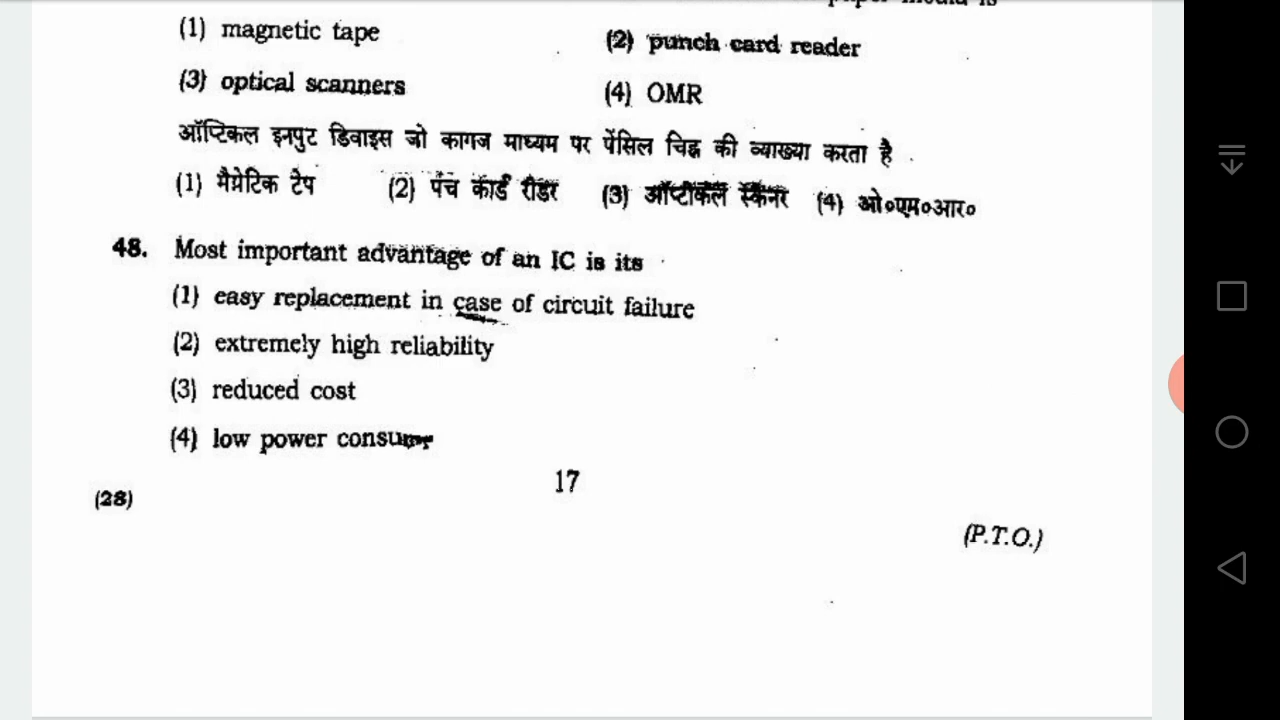 paper media is
(1) magnetic tape (2) punch card reader
(3) optical scanners (4) OMR
ऑप्टिकल इनपुट डिवाइस जो कागज माध्यम पर पेंसिल चिह्न की व्याख्या करता है
(1) मैग्नेटिक टेप (2) पंच कार्ड रीडर (3) ऑप्टीकल स्कैनर (4) ओ०एम०आर०
48. Most important advantage of an IC is its
(1) easy replacement in case of circuit failure
(2) extremely high reliability
(3) reduced cost
(4) low power
17
(28)
(P.T.O.)